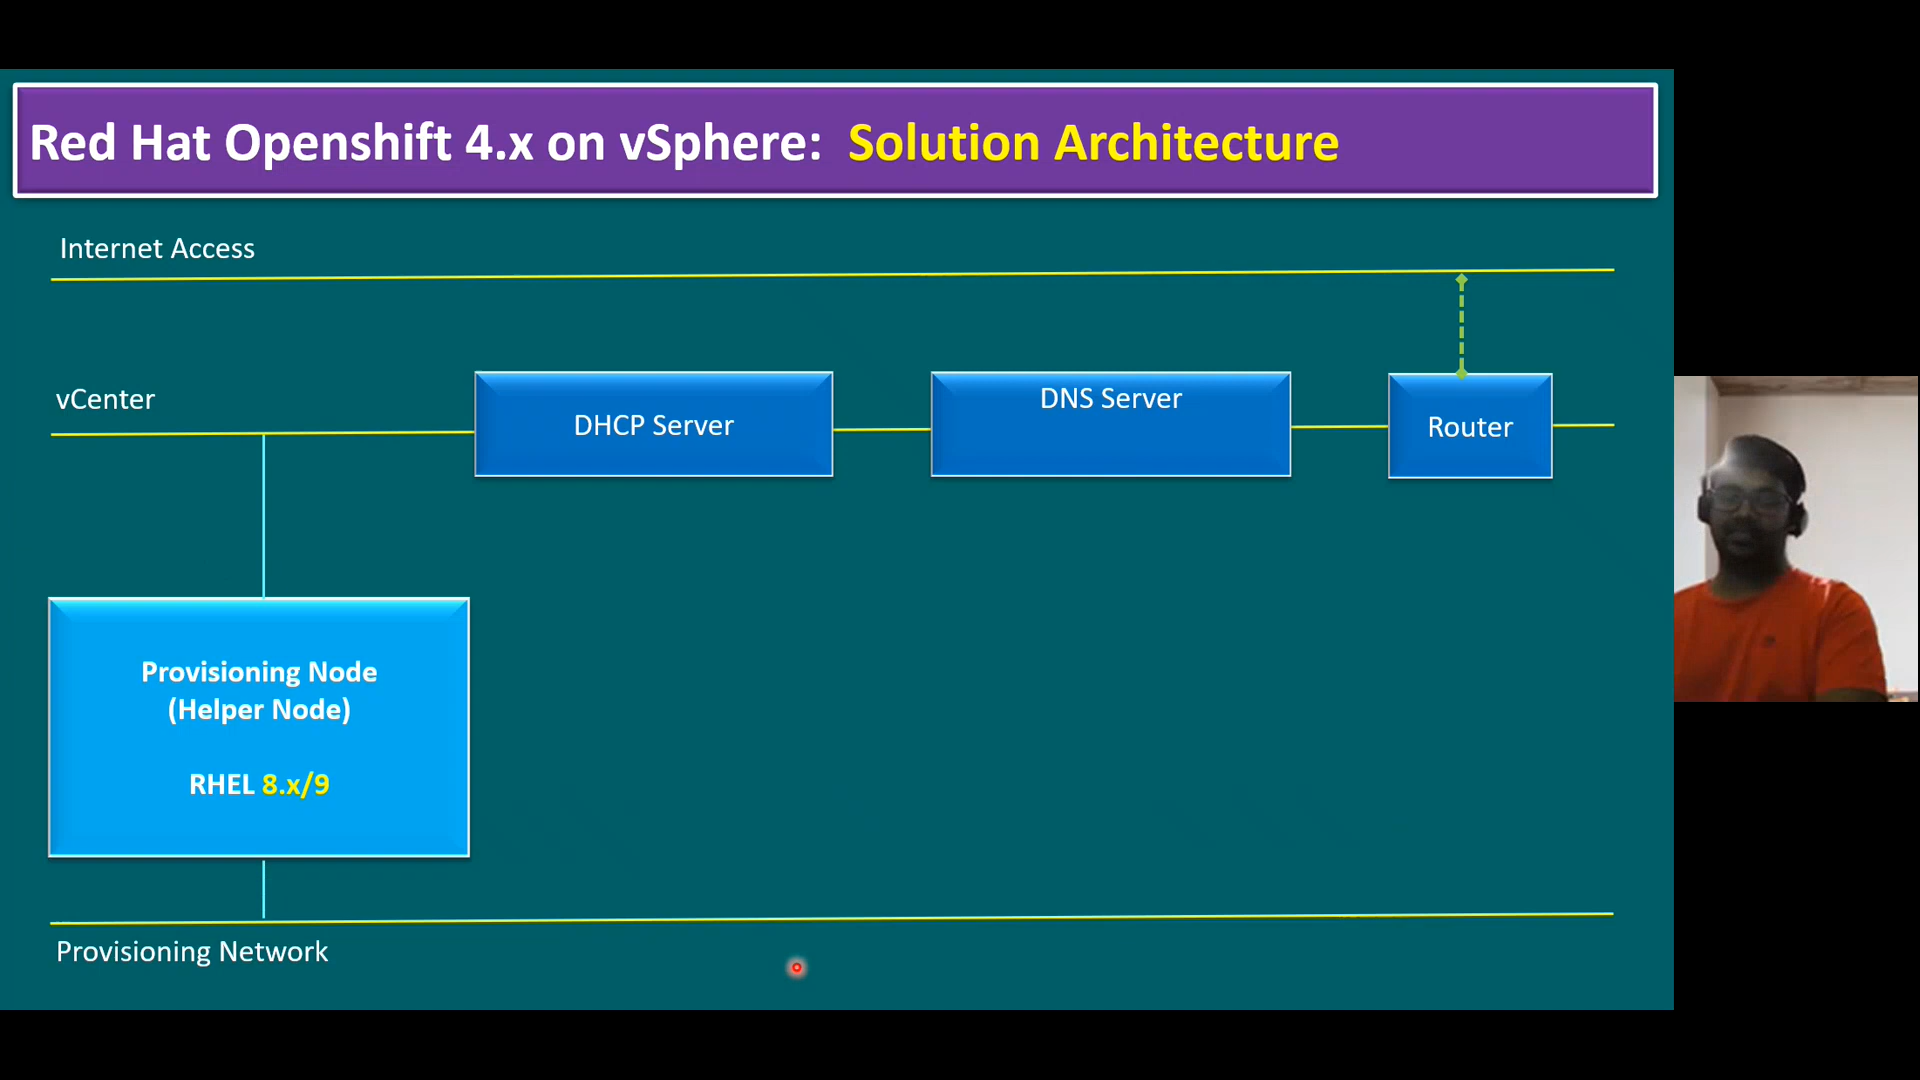 Red Hat Openshift 4.x on vSphere: Solution Architecture
Internet Access
vCenter
DHCP Server
DNS Server
Router
Provisioning Node
(Helper Node)
RHEL 8.x/9
Provisioning Network